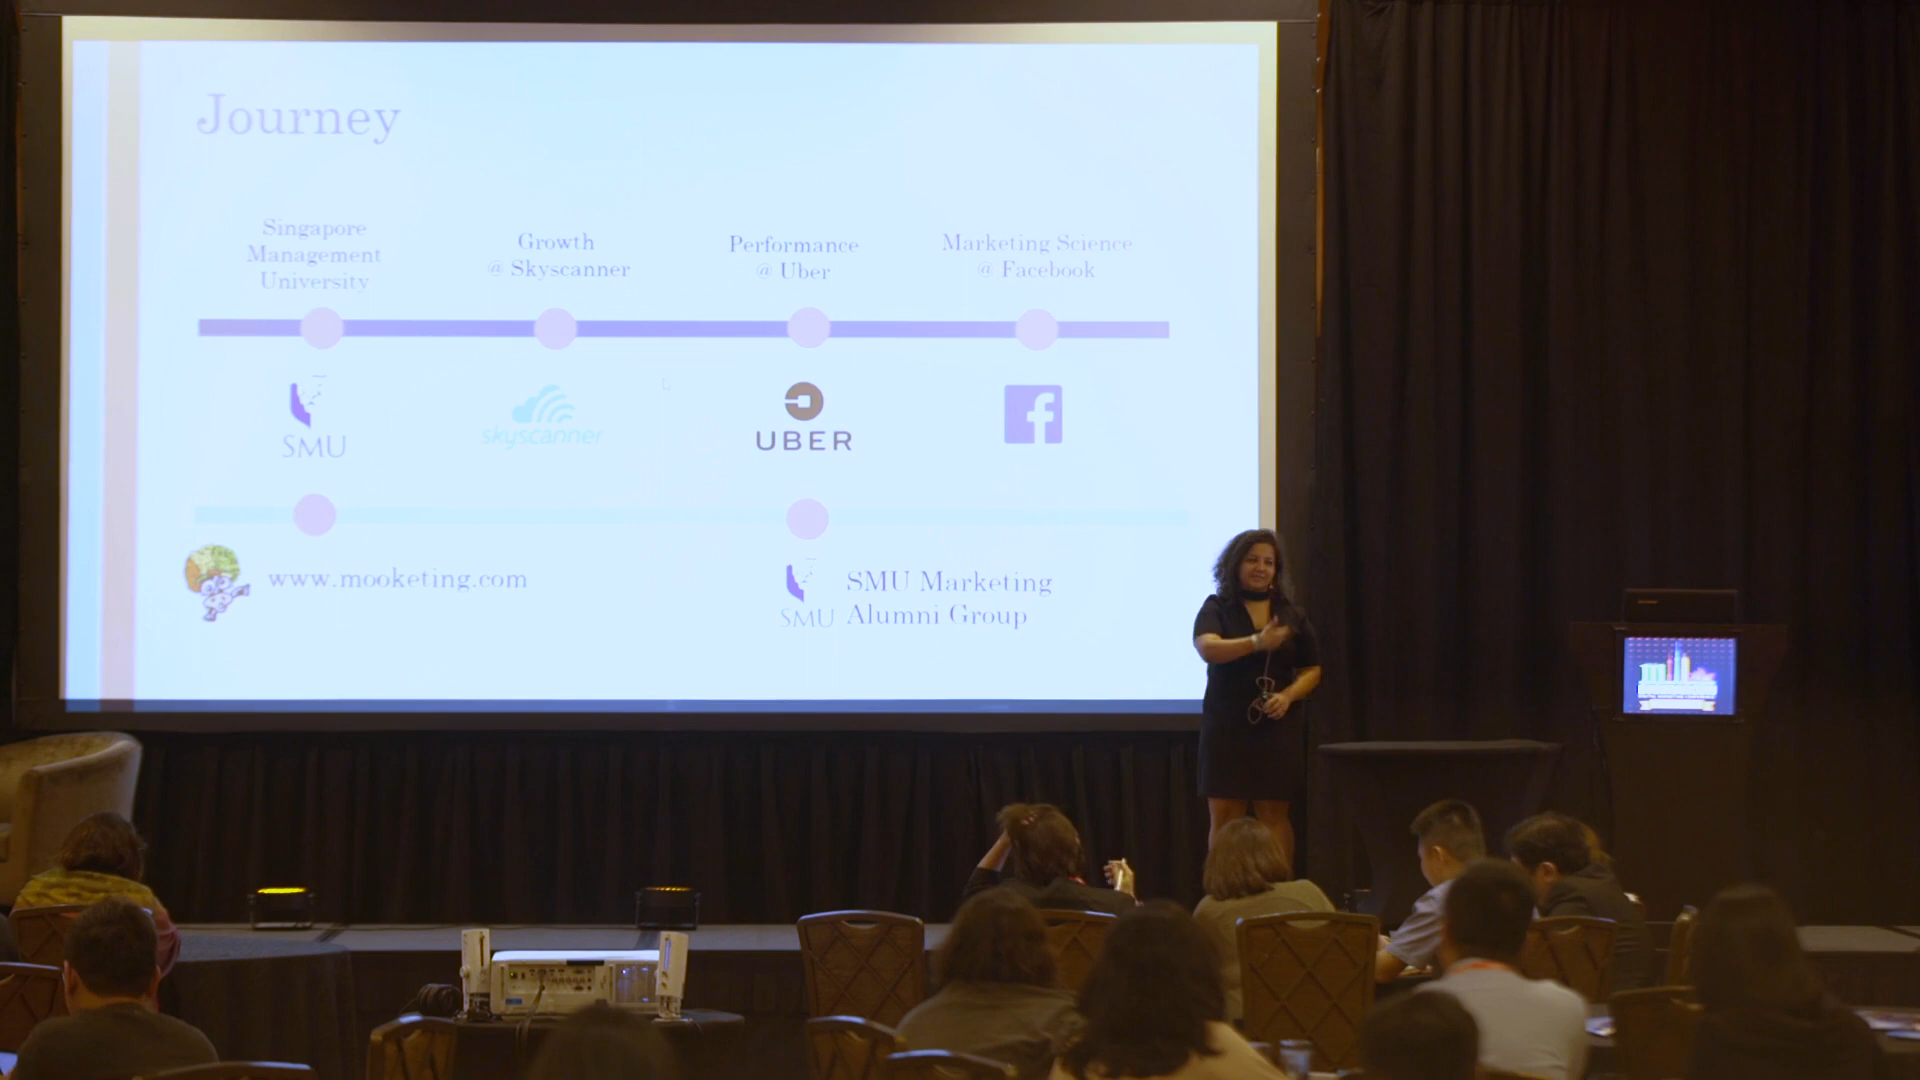 Journey
Singapore
Management
University
Growth
@ Skyscanner
Performance
@ Uber
Marketing Science
@ Facebook
SMU
skyscanner
UBER
f
www.mooketing.com
SMU
SMU Marketing
Alumni Group